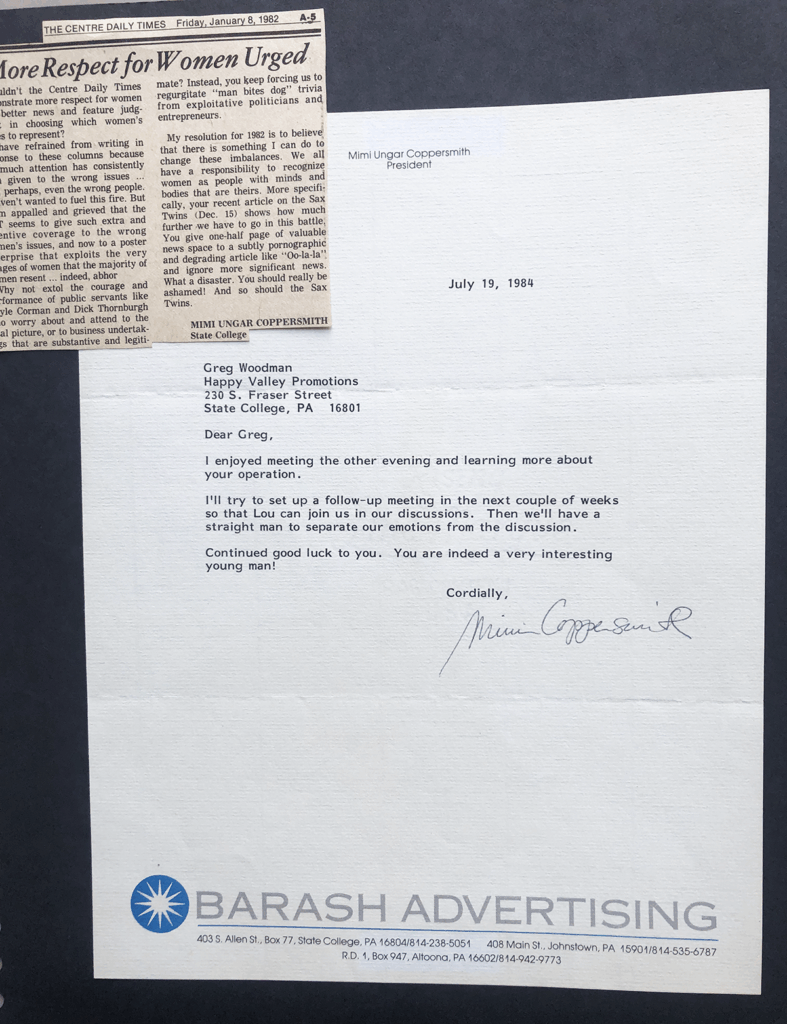 THE CENTRE DAILY TIMES Friday, January 8, 1982 A-5
More Respect for Women Urged
the Centre Daily Times
more respect for women
better news and feature judg-
in choosing which women's
to represent?
have refrained from writing in
to these columns because
much attention has consistently
given to the wrong issues ...
perhaps, even the wrong people.
wanted to fuel this fire. But
appalled and grieved that the
seems to give such extra and
coverage to the wrong
issues, and now to a poster
that exploits the very
of women that the majority of
resent ... indeed, abhor
Why not extol the courage and
of public servants like
Corman and Dick Thornburgh
worry about and attend to the
picture, or to business undertak-
that are substantive and legiti-
mate? Instead, you keep forcing us to
regurgitate "man bites dog" trivia
from exploitative politicians and
entrepreneurs.
My resolution for 1982 is to believe
that there is something I can do to
change these imbalances. We all
have a responsibility to recognize
women as people with minds and
bodies that are theirs. More specifi-
cally, your recent article on the Sax
Twins (Dec. 15) shows how much
further we have to go in this battle.
You give one-half page of valuable
news space to a subtly pornographic
and degrading article like "Oo-la-la"
and ignore more significant news.
What a disaster. You should really be
ashamed! And so should the Sax
Twins.
MIMI UNGAR COPPERSMITH
State College
Mimi Ungar Coppersmith
President
July 19, 1984
Greg Woodman
Happy Valley Promotions
230 S. Fraser Street
State College, PA 16801
Dear Greg,
I enjoyed meeting the other evening and learning more about
your operation.
I'll try to set up a follow-up meeting in the next couple of weeks
so that Lou can join us in our discussions. Then we'll have a
straight man to separate our emotions from the discussion.
Continued good luck to you. You are indeed a very interesting
young man!
Cordially,
Mimi Coppersmith
BARASH ADVERTISING
403 S. Allen St., Box 77, State College, PA 16804/814-238-5051 408 Main St., Johnstown, PA 15901/814-535-6787
R.D. 1, Box 947, Altoona, PA 16602/814-942-9773